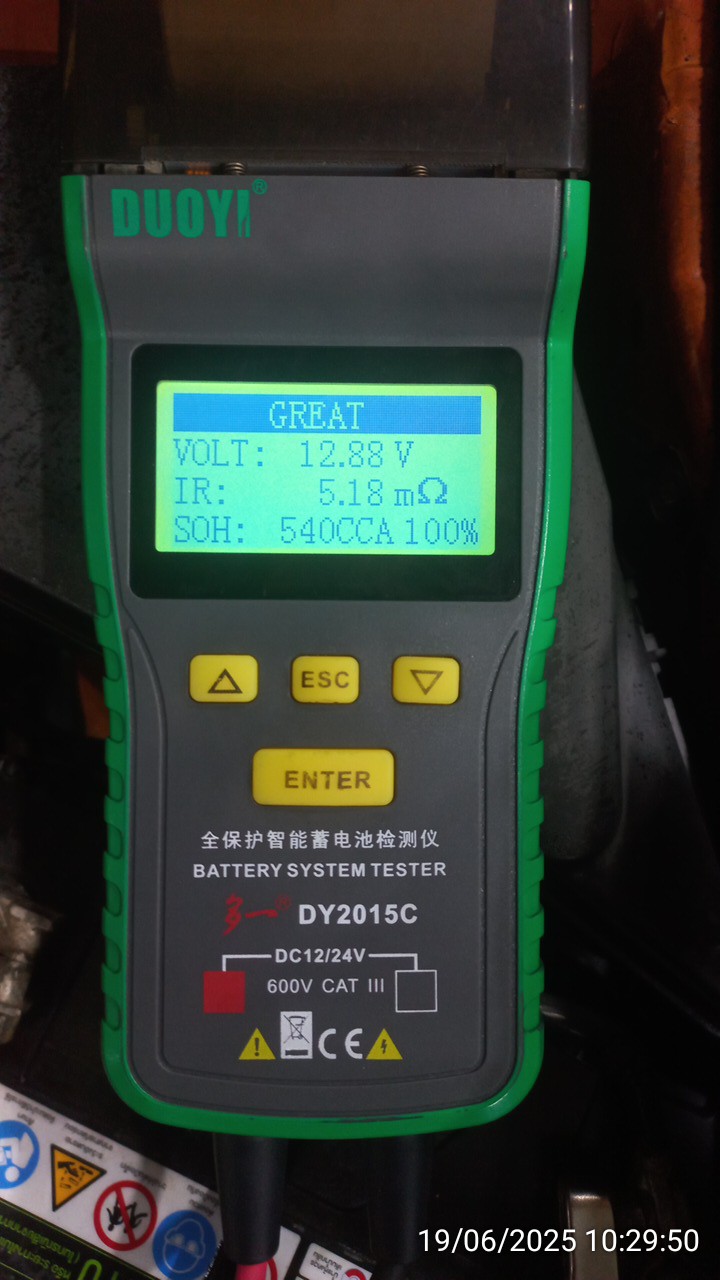 DUOYI®
GREAT
VOLT: 12.88 V
IR: 5.18 mΩ
SOH: 540CCA 100%
ESC
ENTER
全保护智能蓄电池检测仪
BATTERY SYSTEM TESTER
多一® DY2015C
DC12/24V
600V CAT III
CE
19/06/2025 10:29:50